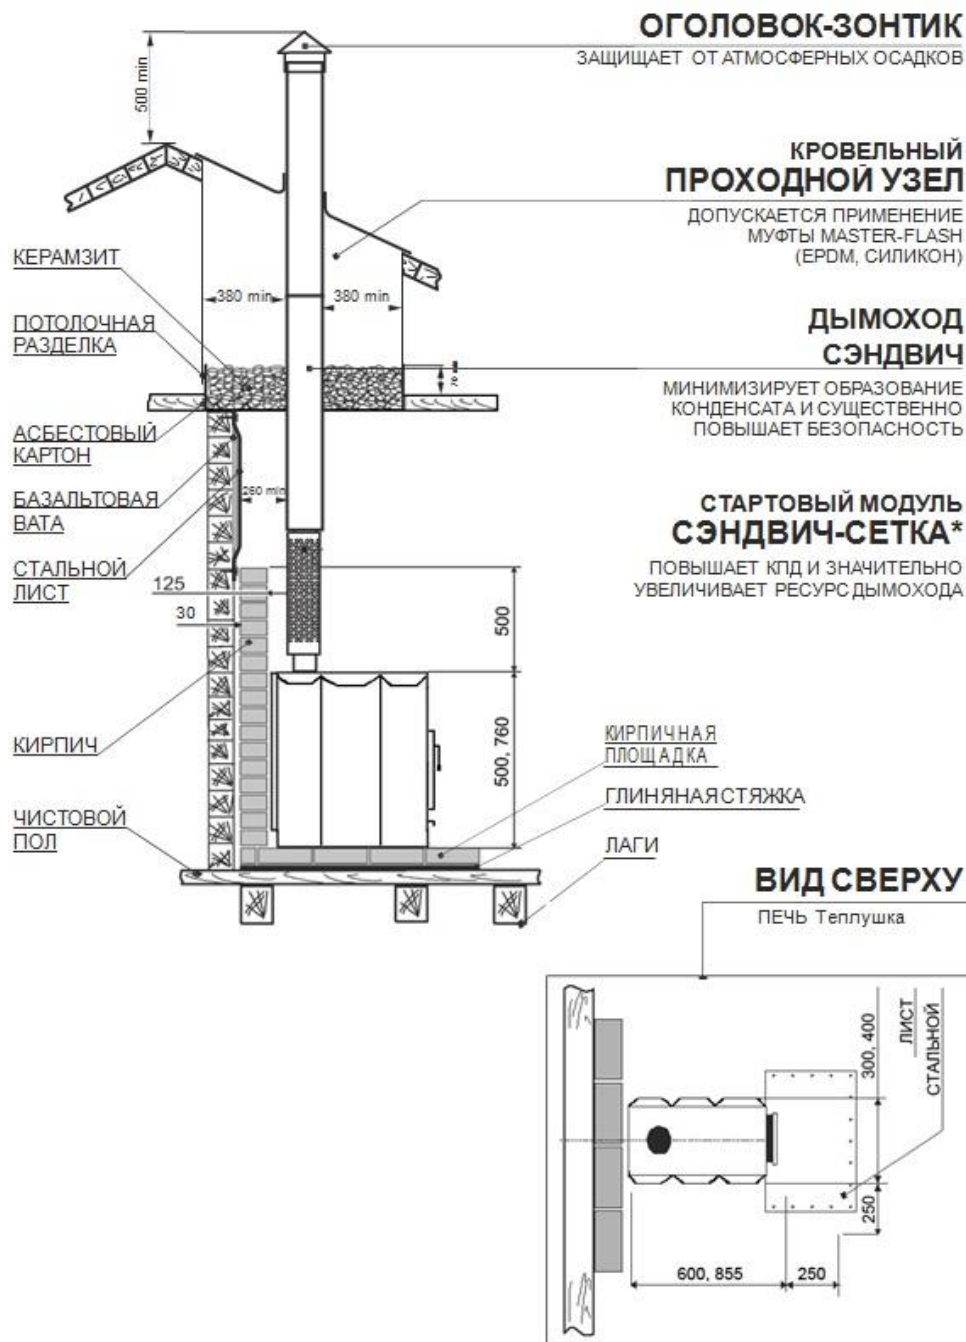 ОГОЛОВОК-ЗОНТИК
ЗАЩИЩАЕТ ОТ АТМОСФЕРНЫХ ОСАДКОВ
500 min
КРОВЕЛЬНЫЙ
ПРОХОДНОЙ УЗЕЛ
ДОПУСКАЕТСЯ ПРИМЕНЕНИЕ
МУФТЫ MASTER-FLASH
(EPDM, СИЛИКОН)
КЕРАМЗИТ
380 min
380 min
ПОТОЛОЧНАЯ
РАЗДЕЛКА
ДЫМОХОД
СЭНДВИЧ
МИНИМИЗИРУЕТ ОБРАЗОВАНИЕ
КОНДЕНСАТА И СУЩЕСТВЕННО
ПОВЫШАЕТ БЕЗОПАСНОСТЬ
АСБЕСТОВЫЙ
КАРТОН
БАЗАЛЬТОВАЯ
ВАТА
260 min
СТАРТОВЫЙ МОДУЛЬ
СЭНДВИЧ-СЕТКА*
ПОВЫШАЕТ КПД И ЗНАЧИТЕЛЬНО
УВЕЛИЧИВАЕТ РЕСУРС ДЫМОХОДА
СТАЛЬНОЙ
ЛИСТ
125
30
500
500, 760
КИРПИЧ
КИРПИЧНАЯ
ПЛОЩАДКА
ГЛИНЯНАЯ СТЯЖКА
ЧИСТОВОЙ
ПОЛ
ЛАГИ
ВИД СВЕРХУ
ПЕЧЬ Теплушка
300, 400
ЛИСТ
СТАЛЬНОЙ
250
600, 855
250